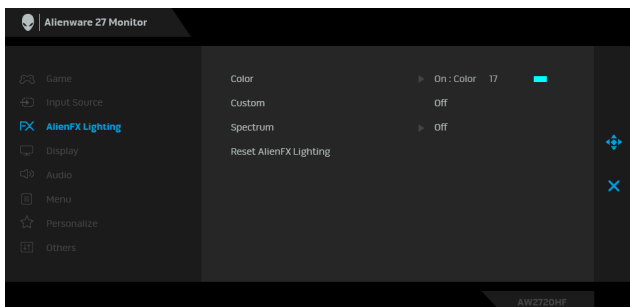 Alienware 27 Monitor
Game
Input Source
FX AlienFX Lighting
Display
Audio
Menu
Personalize
Others
Color On : Color 17
Custom Off
Spectrum Off
Reset AlienFX Lighting
AW2720HF